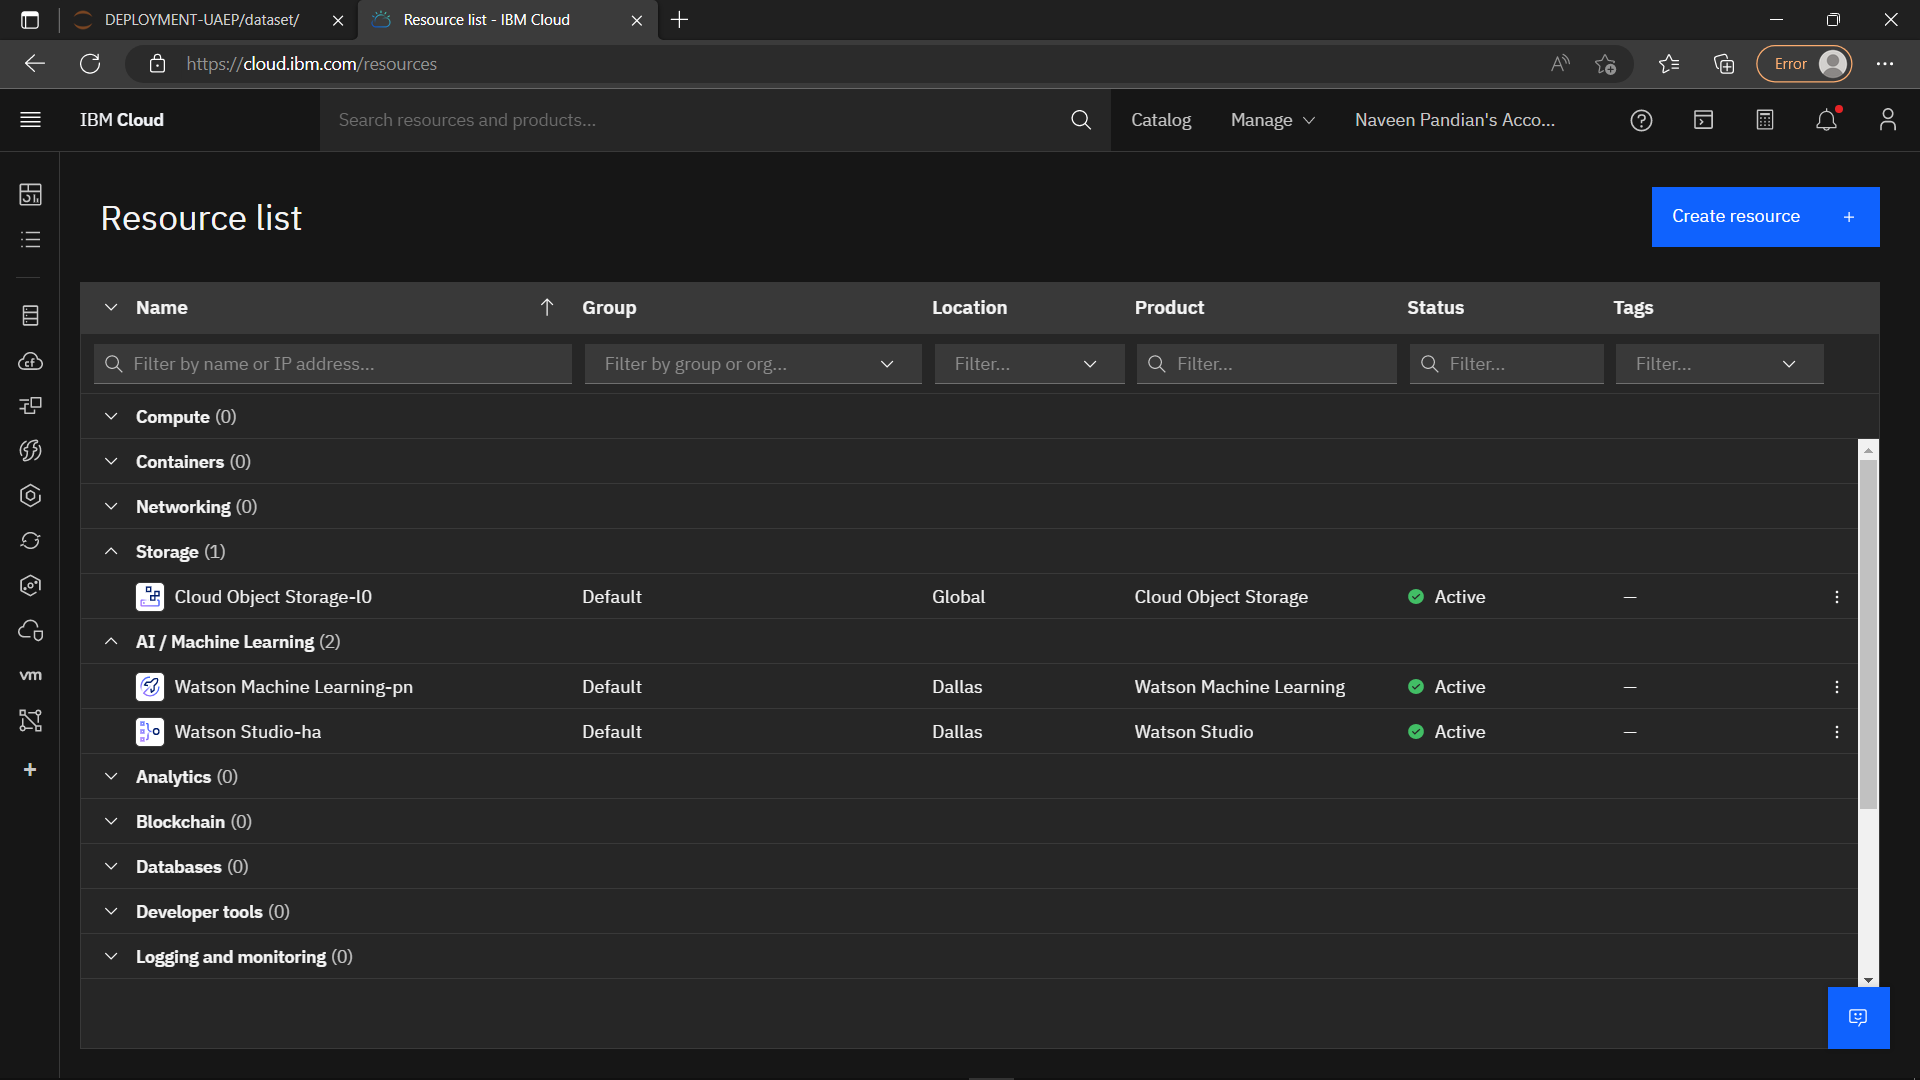 DEPLOYMENT-UAEP/dataset/
Resource list - IBM Cloud
https://cloud.ibm.com/resources
Error
IBM Cloud
Search resources and products...
Catalog
Manage
Naveen Pandian's Acco...
Resource list
Create resource +
Name
Group
Location
Product
Status
Tags
Filter by name or IP address...
Filter by group or org...
Filter...
Filter...
Filter...
Filter...
Compute (0)
Containers (0)
Networking (0)
Storage (1)
Cloud Object Storage-l0 Default Global Cloud Object Storage Active –
AI / Machine Learning (2)
Watson Machine Learning-pn Default Dallas Watson Machine Learning Active –
Watson Studio-ha Default Dallas Watson Studio Active –
vm
Analytics (0)
Blockchain (0)
Databases (0)
Developer tools (0)
Logging and monitoring (0)